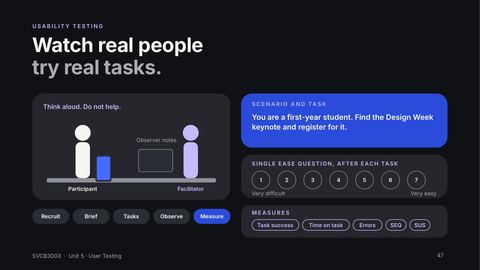 USABILITY TESTING
Watch real people
try real tasks.
Think aloud. Do not help.
Observer notes
Participant
Facilitator
Recruit
Brief
Tasks
Observe
Measure
SCENARIO AND TASK
You are a first-year student. Find the Design Week
keynote and register for it.
SINGLE EASE QUESTION, AFTER EACH TASK
1 2 3 4 5 6 7
Very difficult
Very easy
MEASURES
Task success
Time on task
Errors
SEQ
SUS
SVCB3003 · Unit 5 · User Testing
47